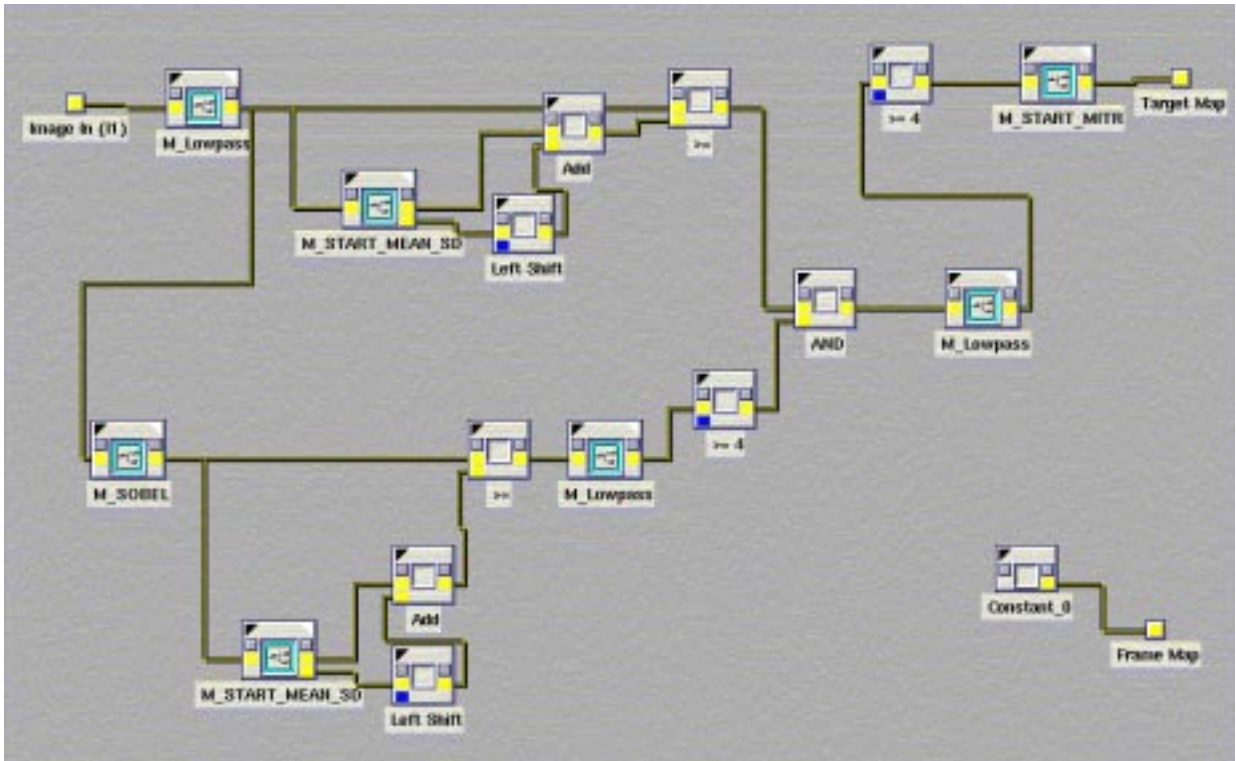 >= 4
M_START_MITR
Target Map
Image In (I1)
M_Lowpass
Add
>=
M_START_MEAN_SD
Left Shift
AND
M_Lowpass
>= 4
M_SOBEL
>=
M_Lowpass
Add
Constant_0
Frame Map
M_START_MEAN_SD
Left Shift